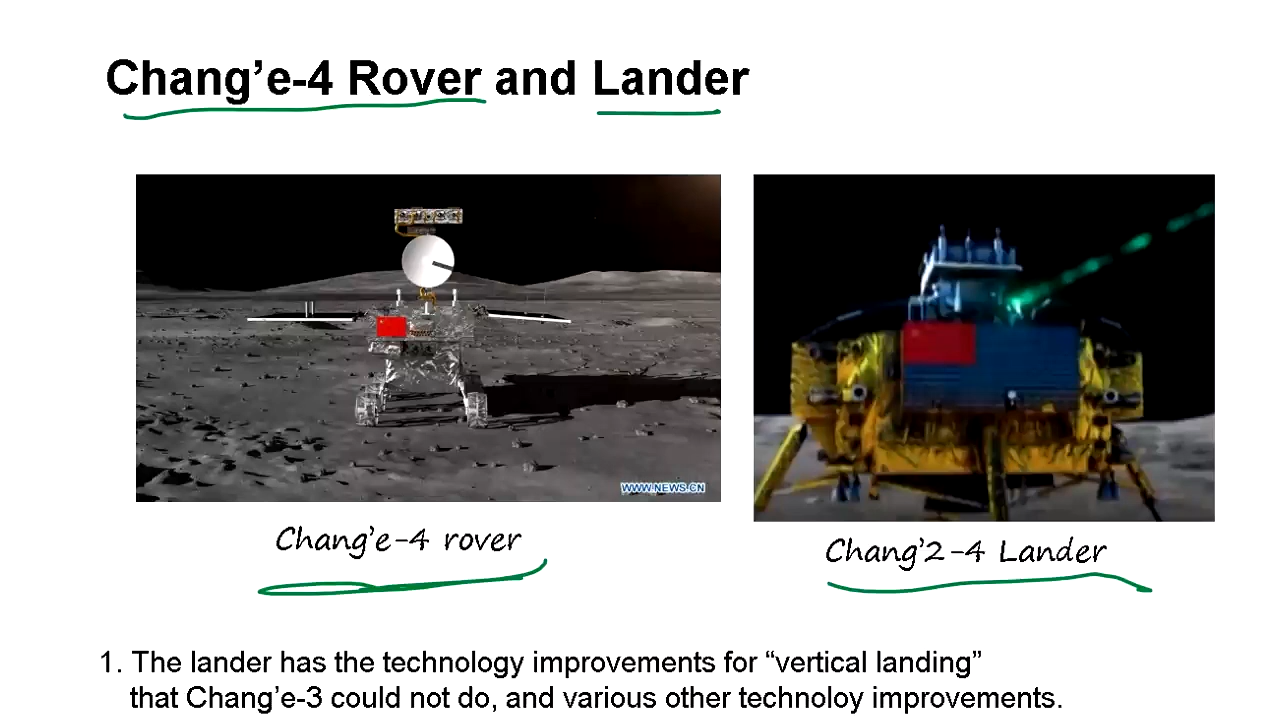 Chang’e-4 Rover and Lander
WWW.NEWS.CN
Chang’e-4 rover
Chang’2-4 Lander
1. The lander has the technology improvements for “vertical landing”
that Chang’e-3 could not do, and various other technoloy improvements.